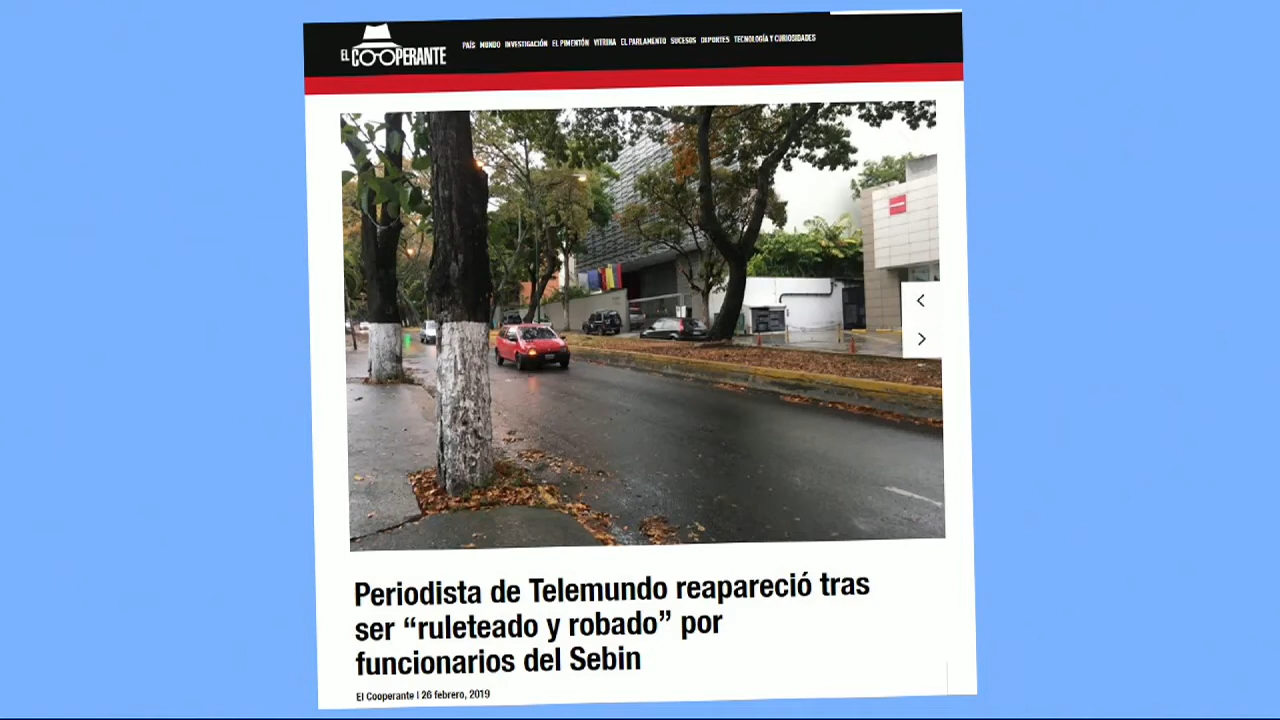 EL COOPERANTE
PAÍS MUNDO INVESTIGACIÓN EL PIMENTÓN VITRINA EL PARLAMENTO SUCESOS DEPORTES TECNOLOGÍA Y CURIOSIDADES
Periodista de Telemundo reapareció tras
ser “ruleteado y robado” por
funcionarios del Sebin
El Cooperante | 26 febrero, 2019